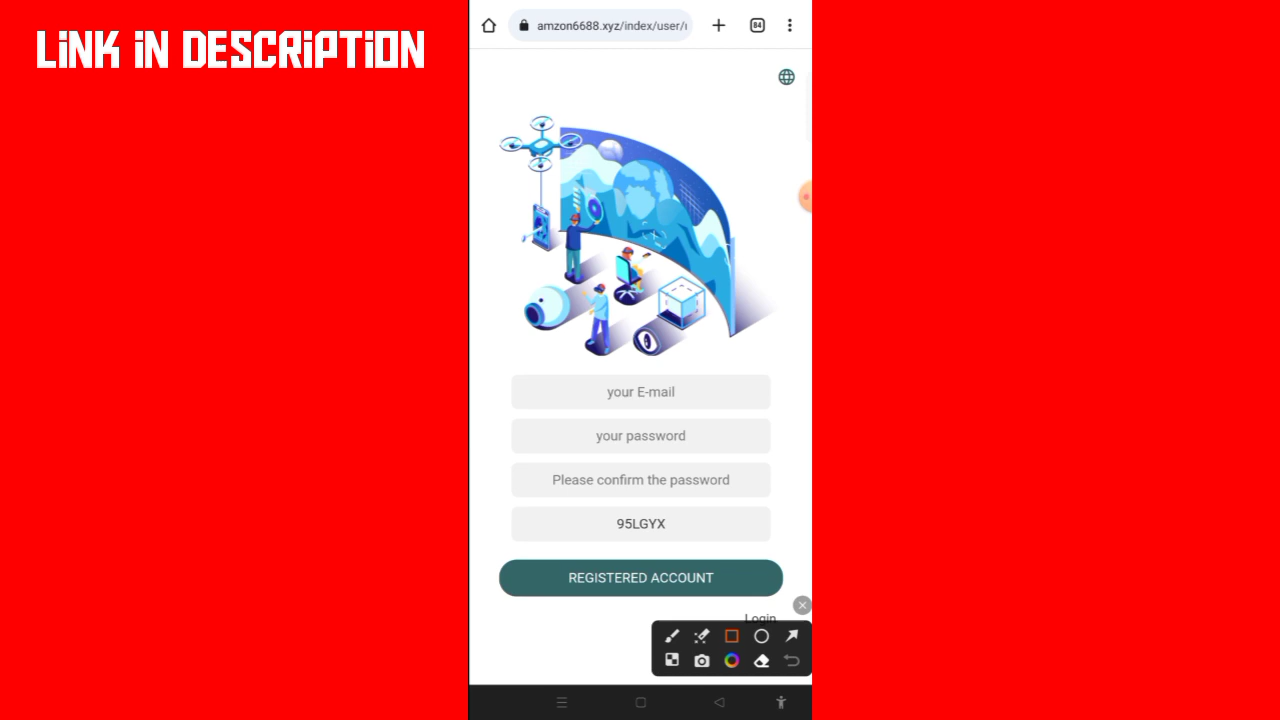 LINK IN DESCRIPTION
amzon6688.xyz/index/user/
84
your E-mail
your password
Please confirm the password
95LGYX
REGISTERED ACCOUNT
Login